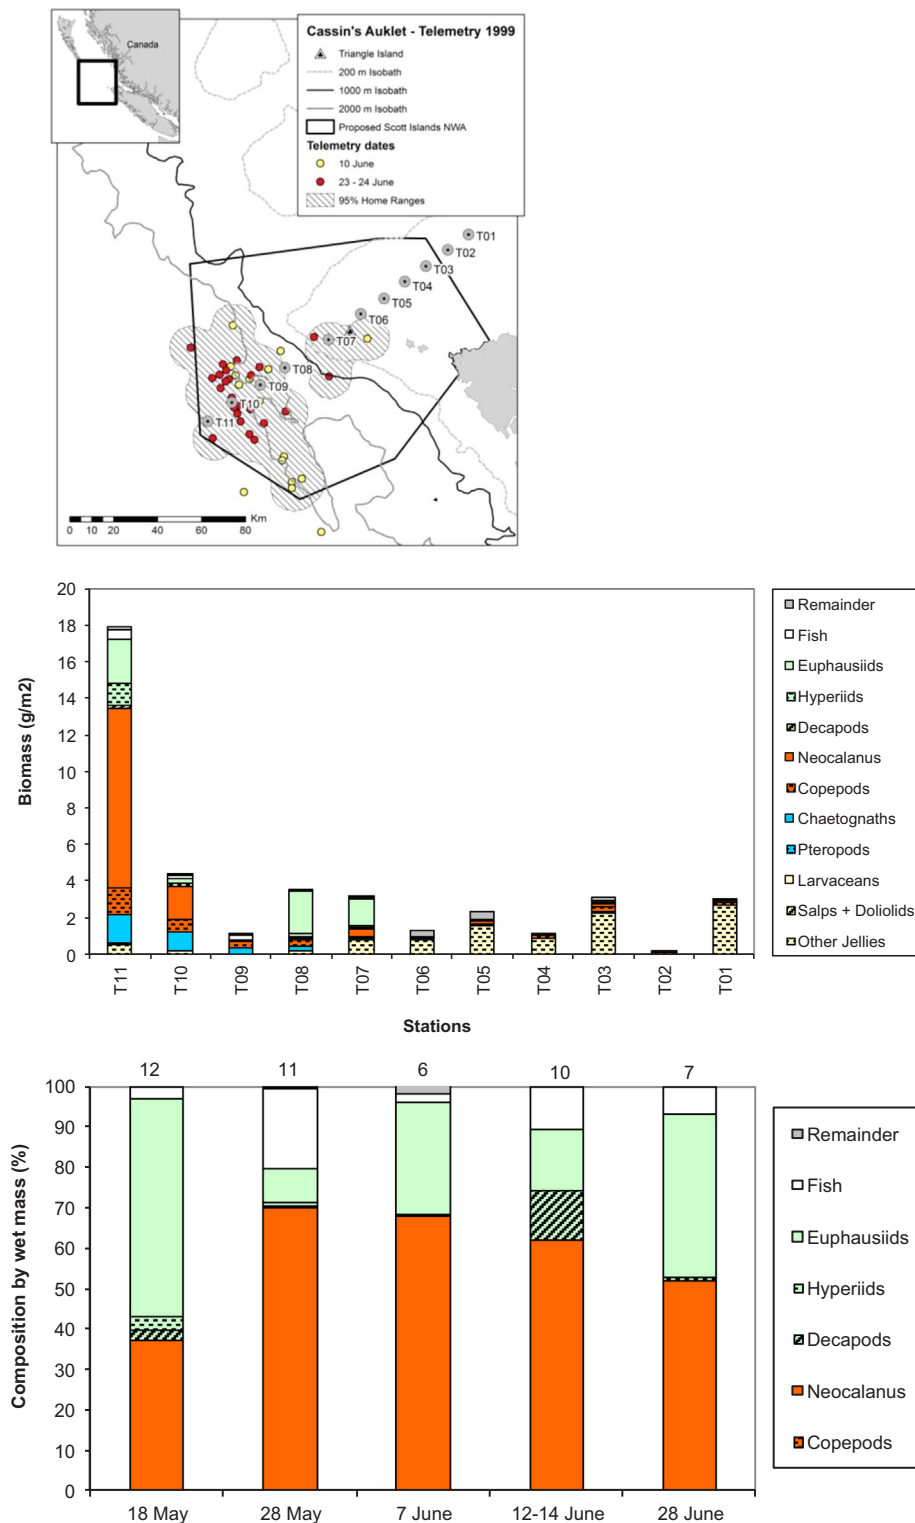 Canada
Cassin's Auklet - Telemetry 1999
Triangle Island
200 m Isobath
1000 m Isobath
2000 m Isobath
Proposed Scott Islands NWA
Telemetry dates
10 June
23 - 24 June
95% Home Ranges
T01
T02
T03
T04
T05
T06
T07
T08
T09
T10
T11
Km
0 10 20 40 60 80
Biomass (g/m2)
20
18
16
14
12
10
8
6
4
2
0
T11 T10 T09 T08 T07 T06 T05 T04 T03 T02 T01
Stations
Remainder
Fish
Euphausiids
Hyperiids
Decapods
Neocalanus
Copepods
Chaetognaths
Pteropods
Larvaceans
Salps + Doliolids
Other Jellies
Composition by wet mass (%)
12 11 6 10 7
100
90
80
70
60
50
40
30
20
10
0
18 May 28 May 7 June 12-14 June 28 June
Remainder
Fish
Euphausiids
Hyperiids
Decapods
Neocalanus
Copepods